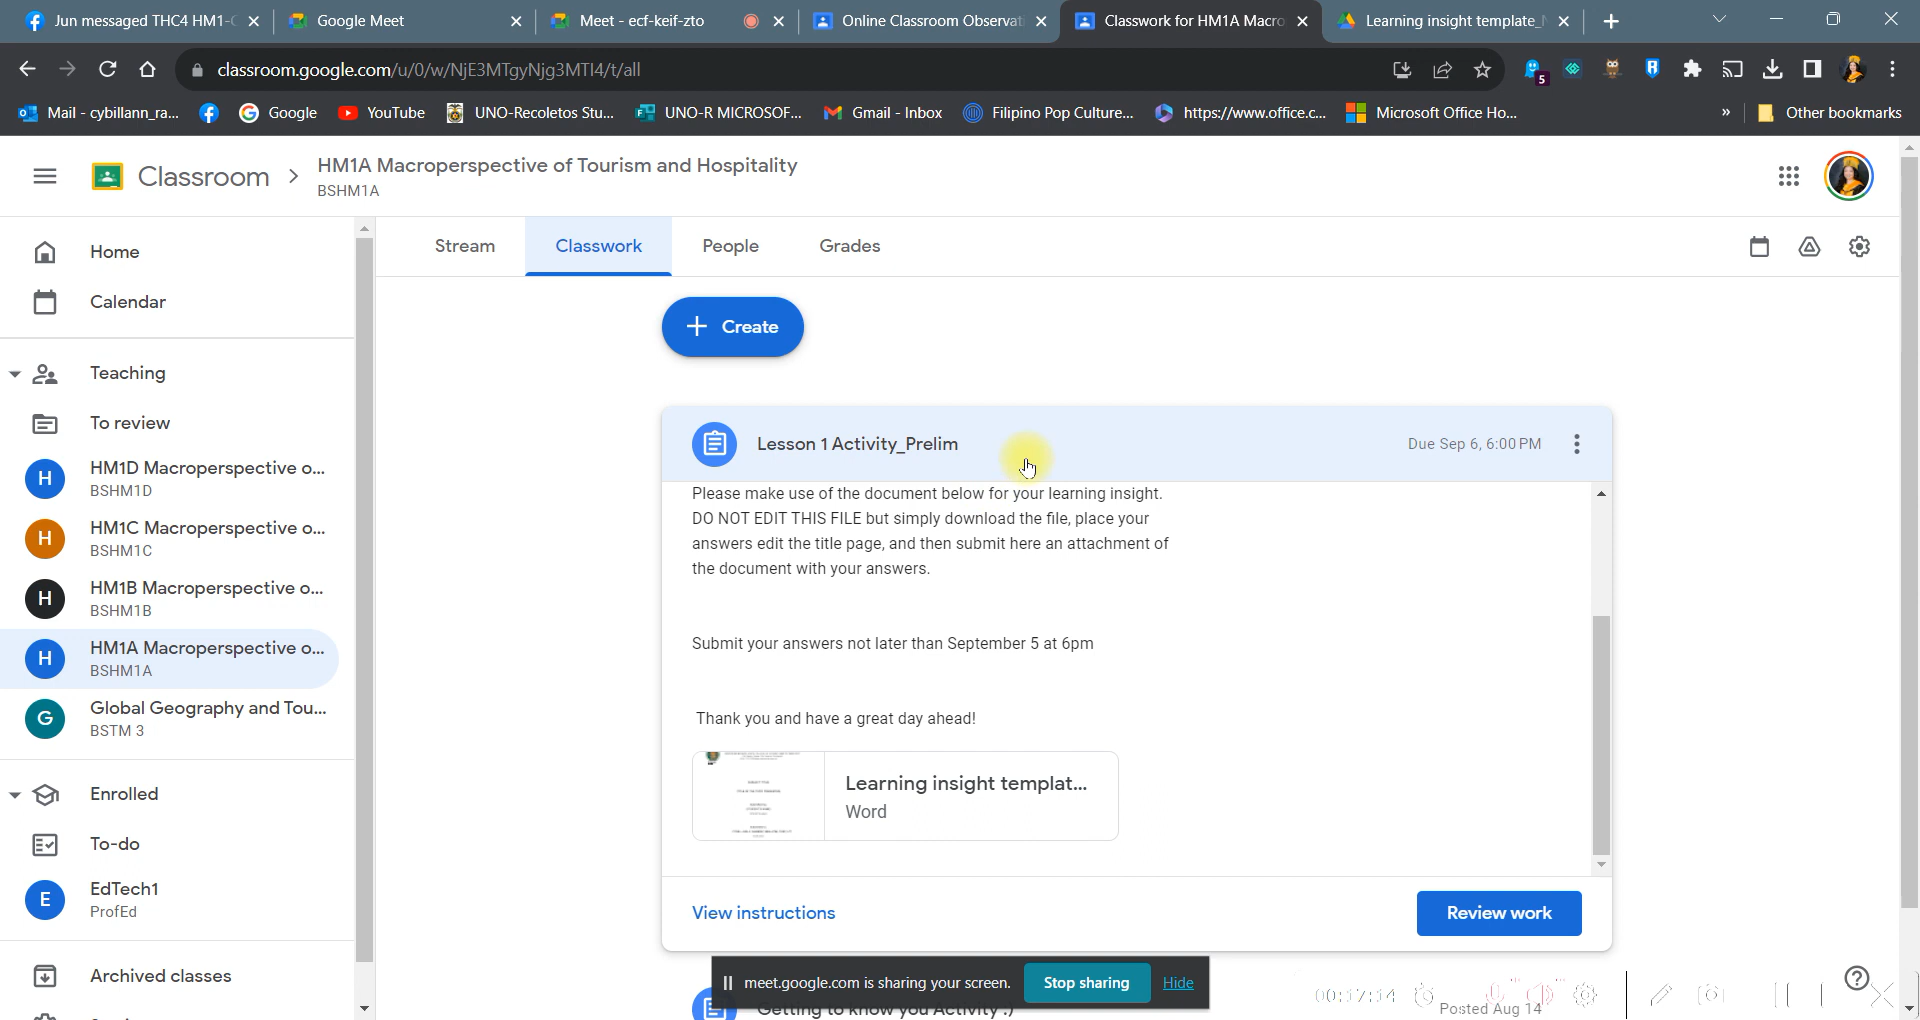 Jun messaged THC4 HM1-
Google Meet
Meet - ecf-keif-zto
Online Classroom Observat
Classwork for HM1A Macro
Learning insight template_
classroom.google.com/u/0/w/NjE3MTgyNjg3MTI4/t/all
5
Mail - cybillann_ra...
Google
YouTube
UNO-Recoletos Stu...
UNO-R MICROSOF...
Gmail - Inbox
Filipino Pop Culture...
https://www.office.c...
Microsoft Office Ho...
»
Other bookmarks
Classroom
HM1A Macroperspective of Tourism and Hospitality
BSHM1A
Home
Calendar
Teaching
To review
H
HM1D Macroperspective o...
BSHM1D
H
HM1C Macroperspective o...
BSHM1C
H
HM1B Macroperspective o...
BSHM1B
H
HM1A Macroperspective o...
BSHM1A
G
Global Geography and Tou...
BSTM 3
Enrolled
To-do
E
EdTech1
ProfEd
Archived classes
Stream
Classwork
People
Grades
+ Create
Lesson 1 Activity_Prelim
Due Sep 6, 6:00 PM
Please make use of the document below for your learning insight.
DO NOT EDIT THIS FILE but simply download the file, place your
answers edit the title page, and then submit here an attachment of
the document with your answers.
Submit your answers not later than September 5 at 6pm
Thank you and have a great day ahead!
Learning insight templat...
Word
View instructions
Review work
meet.google.com is sharing your screen.
Stop sharing
Hide
Getting to know you Activity :)
Posted Aug 14
00:17:14